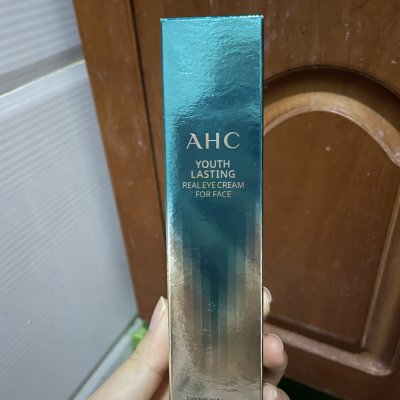 AHC
YOUTH
LASTING
REAL EYE CREAM
FOR FACE